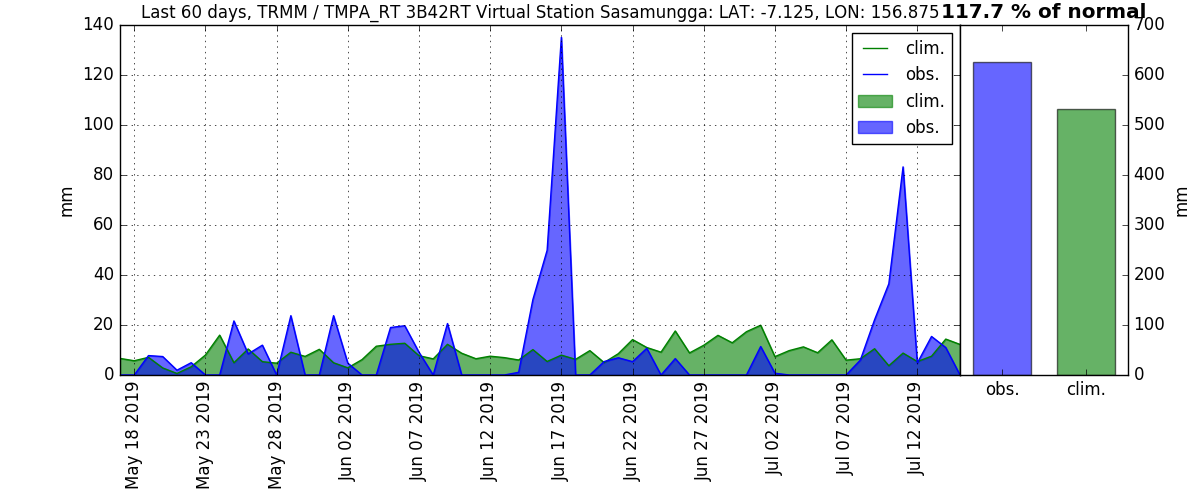 Last 60 days, TRMM / TMPA_RT 3B42RT Virtual Station Sasamungga: LAT: -7.125, LON: 156.875
117.7 % of normal
mm
140
120
100
80
60
40
20
0
clim.
obs.
clim.
obs.
May 18 2019
May 23 2019
May 28 2019
Jun 02 2019
Jun 07 2019
Jun 12 2019
Jun 17 2019
Jun 22 2019
Jun 27 2019
Jul 02 2019
Jul 07 2019
Jul 12 2019
700
600
500
400
300
200
100
0
mm
obs.
clim.